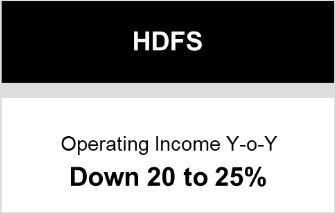 HDFS
Operating Income Y-o-Y
Down 20 to 25%